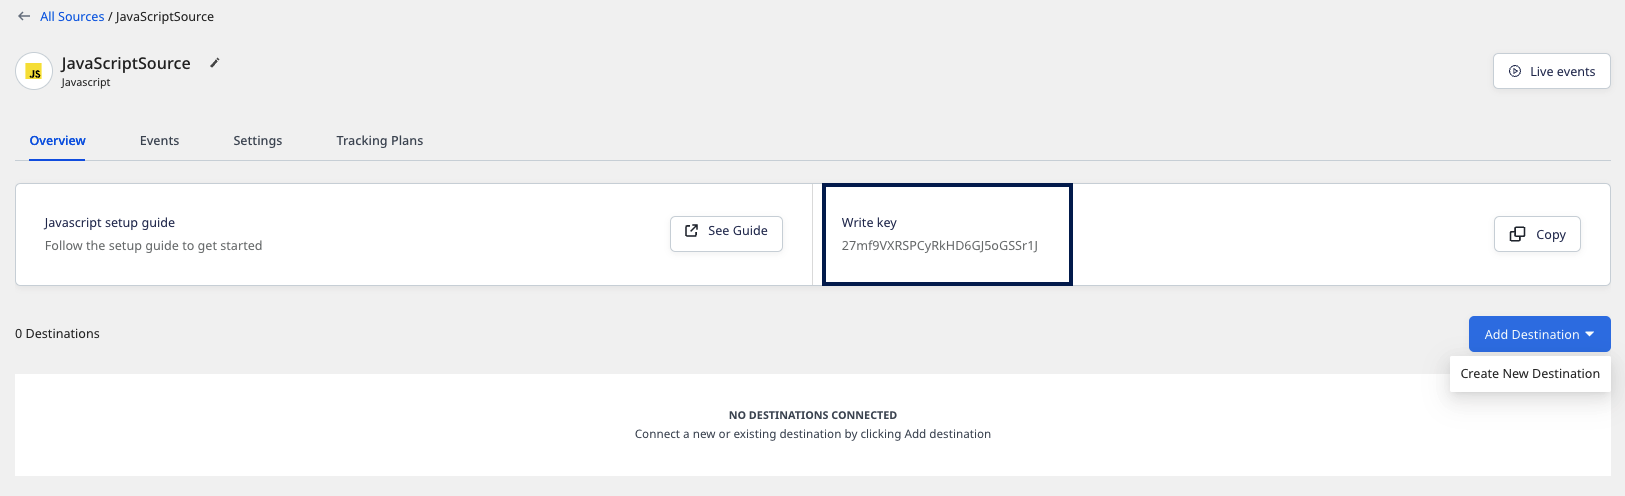 All Sources / JavaScriptSource
JS
JavaScriptSource
Javascript
Live events
Overview Events Settings Tracking Plans
Javascript setup guide
Follow the setup guide to get started
See Guide
Write key
27mf9VXRSPCyRkHD6GJ5oGSSr1J
Copy
0 Destinations
Add Destination
Create New Destination
NO DESTINATIONS CONNECTED
Connect a new or existing destination by clicking Add destination